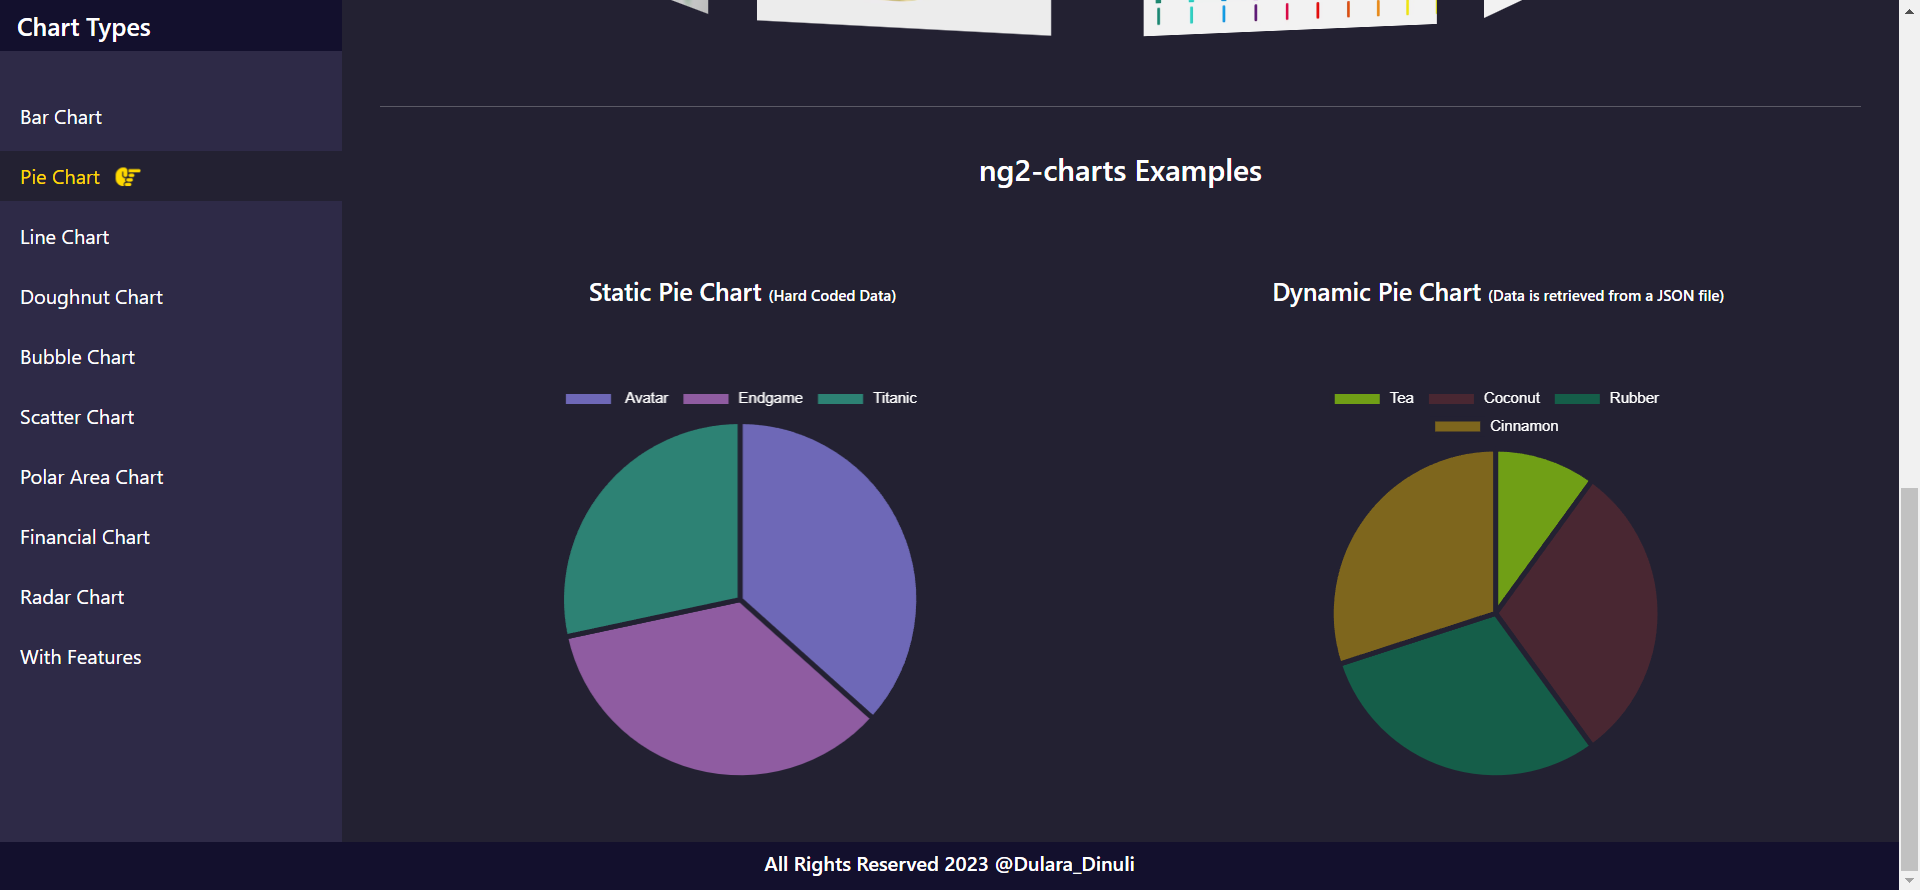 Chart Types
Bar Chart
Pie Chart
Line Chart
Doughnut Chart
Bubble Chart
Scatter Chart
Polar Area Chart
Financial Chart
Radar Chart
With Features
ng2-charts Examples
Static Pie Chart (Hard Coded Data)
Avatar Endgame Titanic
Dynamic Pie Chart (Data is retrieved from a JSON file)
Tea Coconut Rubber
Cinnamon
All Rights Reserved 2023 @Dulara_Dinuli